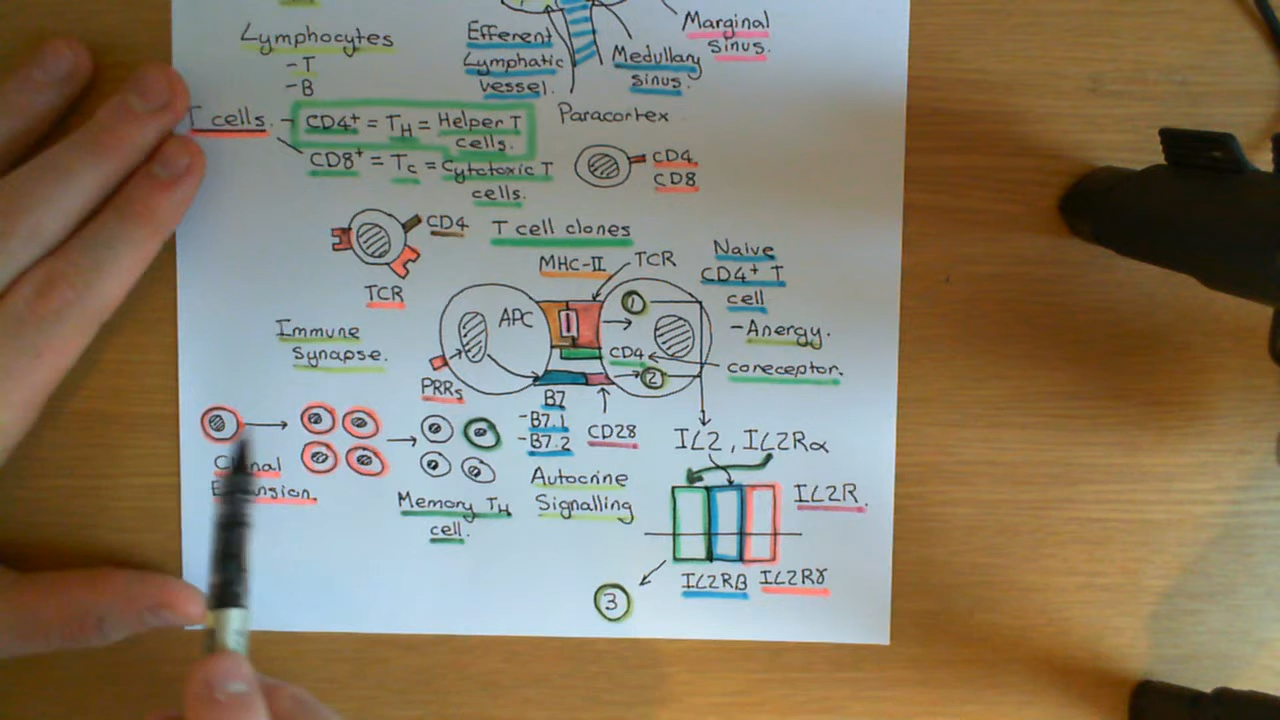 Lymphocytes
-T
-B
Efferent
Lymphatic
vessel.
Medullary
sinus.
Marginal
sinus.
T cells. - CD4+ = TH = Helper T
cells.
CD8+ = Tc = Cytotoxic T
cells.
Paracortex
CD4
CD8
CD4
TCR
T cell clones
MHC-II
TCR
Naive
CD4+ T
cell
-Anergy.
coreceptor.
APC
1
CD4
2
PRRs
B7
-B7.1
-B7.2
CD28
Immune
Synapse.
Clonal
Expansion.
Memory TH
cell.
Autocrine
Signalling
IL2, IL2Rα
IL2R.
IL2Rβ
IL2Rγ
3